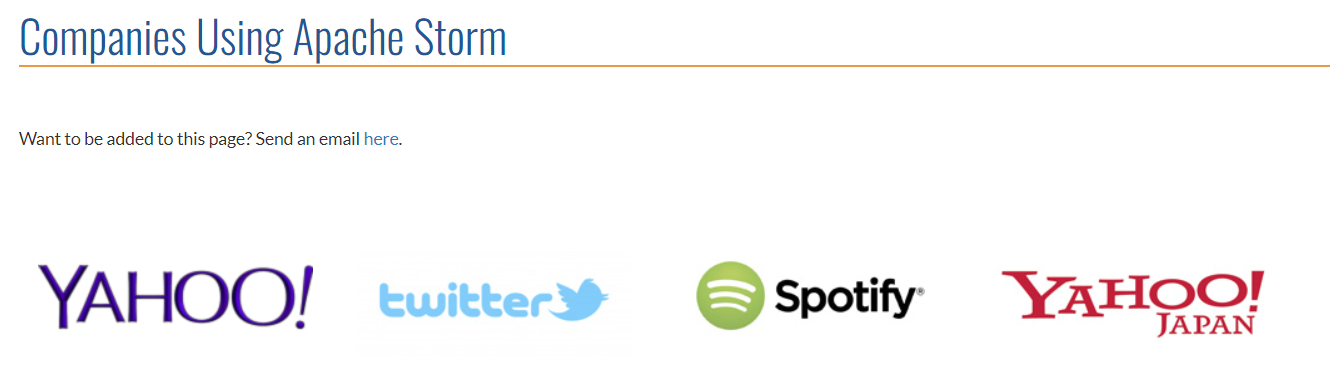 Companies Using Apache Storm
Want to be added to this page? Send an email here.
YAHOO! twitter Spotify® YAHOO! JAPAN